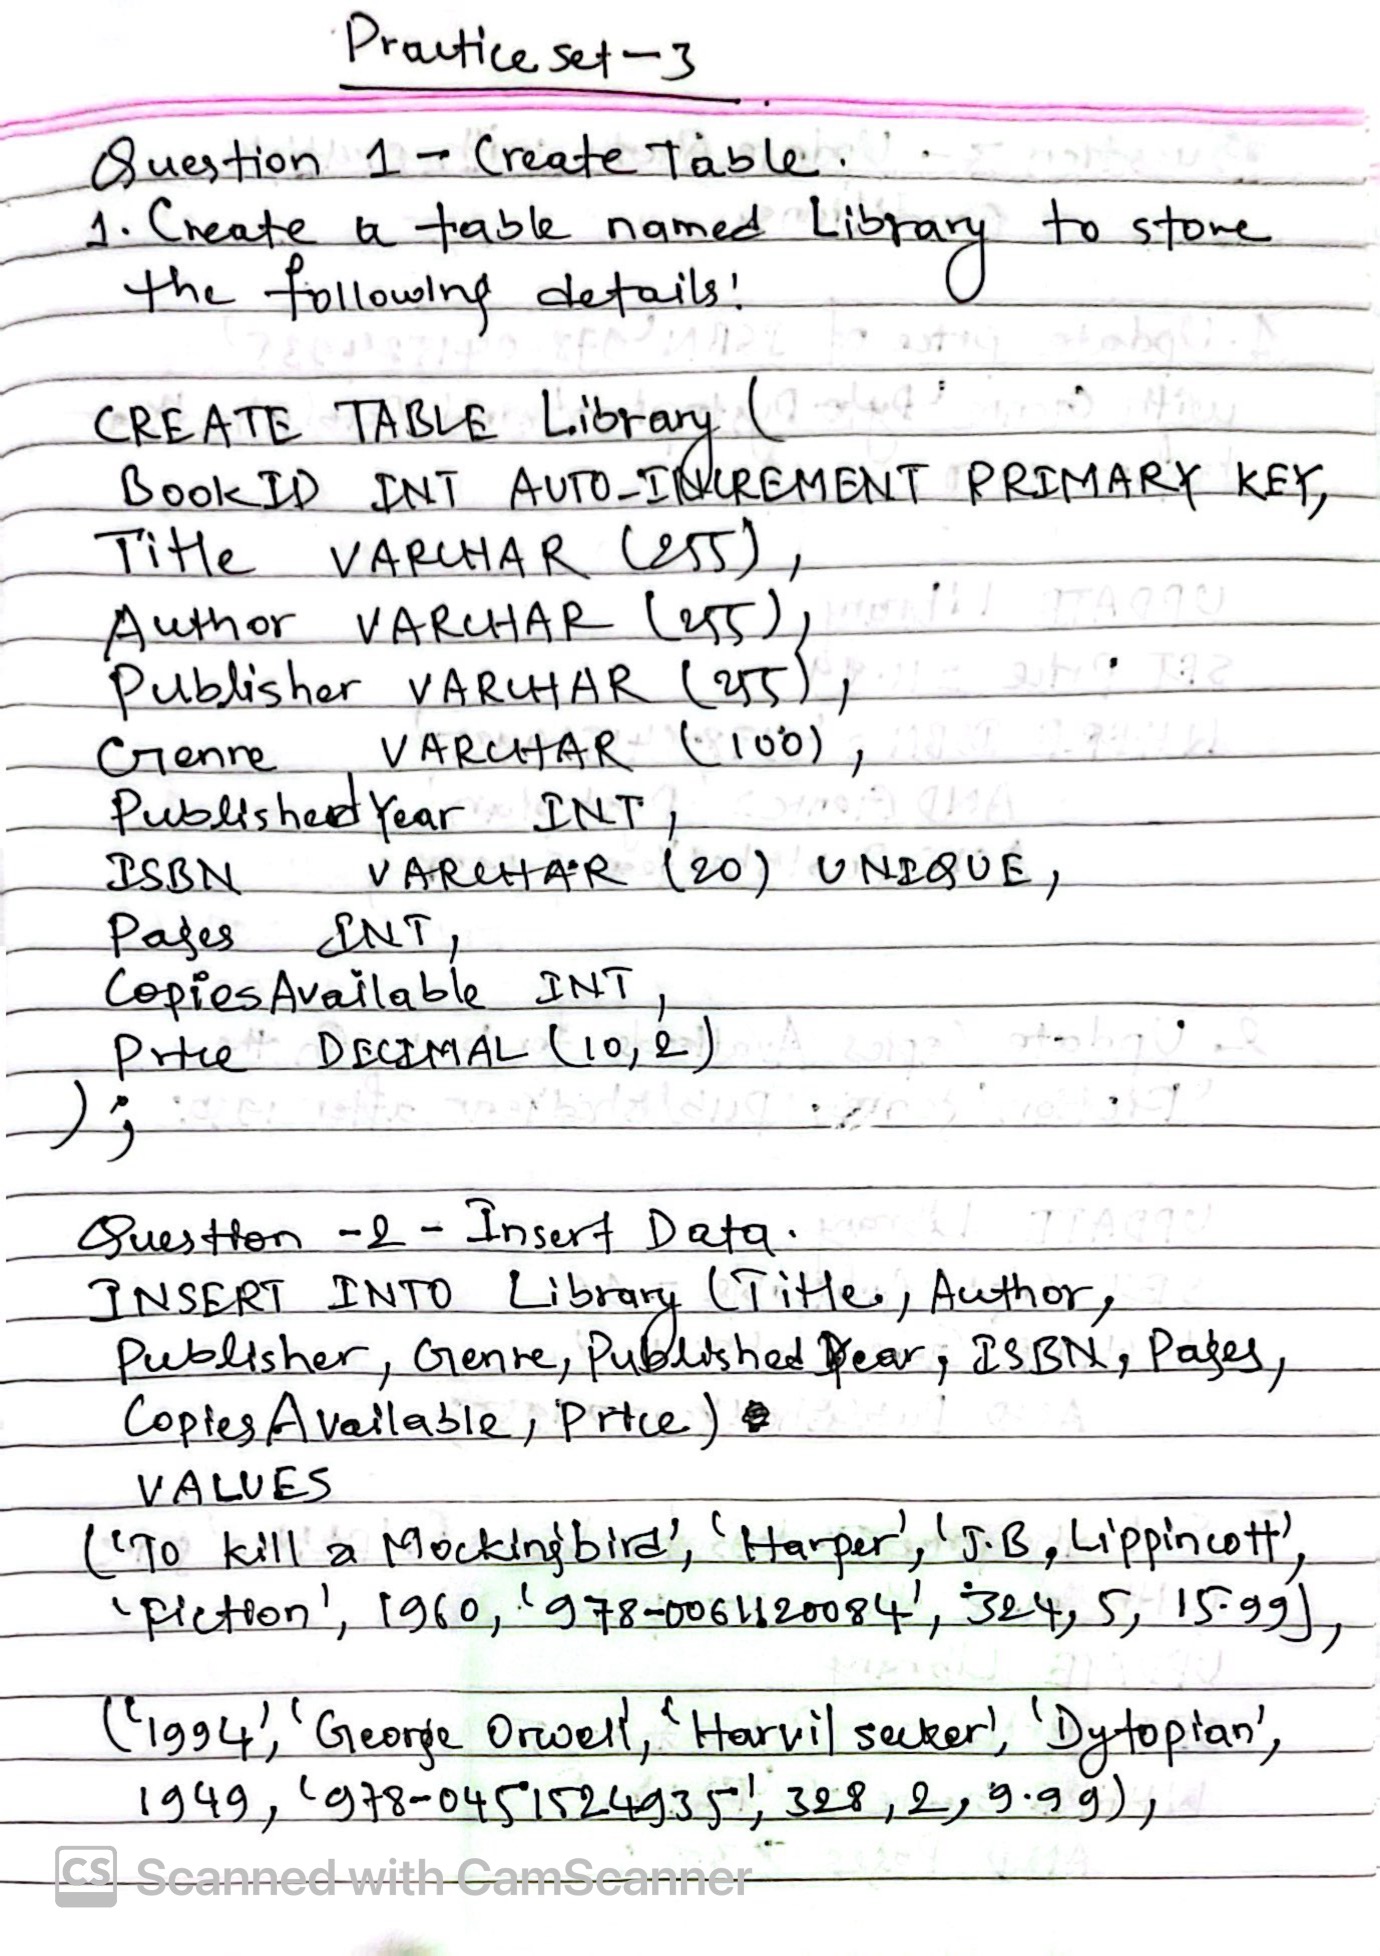 Practice set-3
Question 1 - Create Table.
1. Create a table named Library to store
the following details:
CREATE TABLE Library (
BookID INT AUTO_INCREMENT PRIMARY KEY,
Title VARCHAR (255),
Author VARCHAR (255),
Publisher VARCHAR (255),
Genre VARCHAR (100),
PublishedYear INT,
ISBN VARCHAR (20) UNIQUE,
Pages INT,
CopiesAvailable INT,
Price DECIMAL (10,2)
);
Question -2 - Insert Data.
INSERT INTO Library (Title, Author,
Publisher, Genre, PublishedYear, ISBN, Pages,
CopiesAvailable, Price)
VALUES
('To kill a Mockingbird', 'Harper', 'J.B, Lippincott',
'Fiction', 1960, '978-0061120084', 324, 5, 15.99),
('1994', 'George Orwell', 'Harvil secker', 'Dytopian',
1949, '978-0451524935', 328, 2, 9.99),
CS Scanned with CamScanner